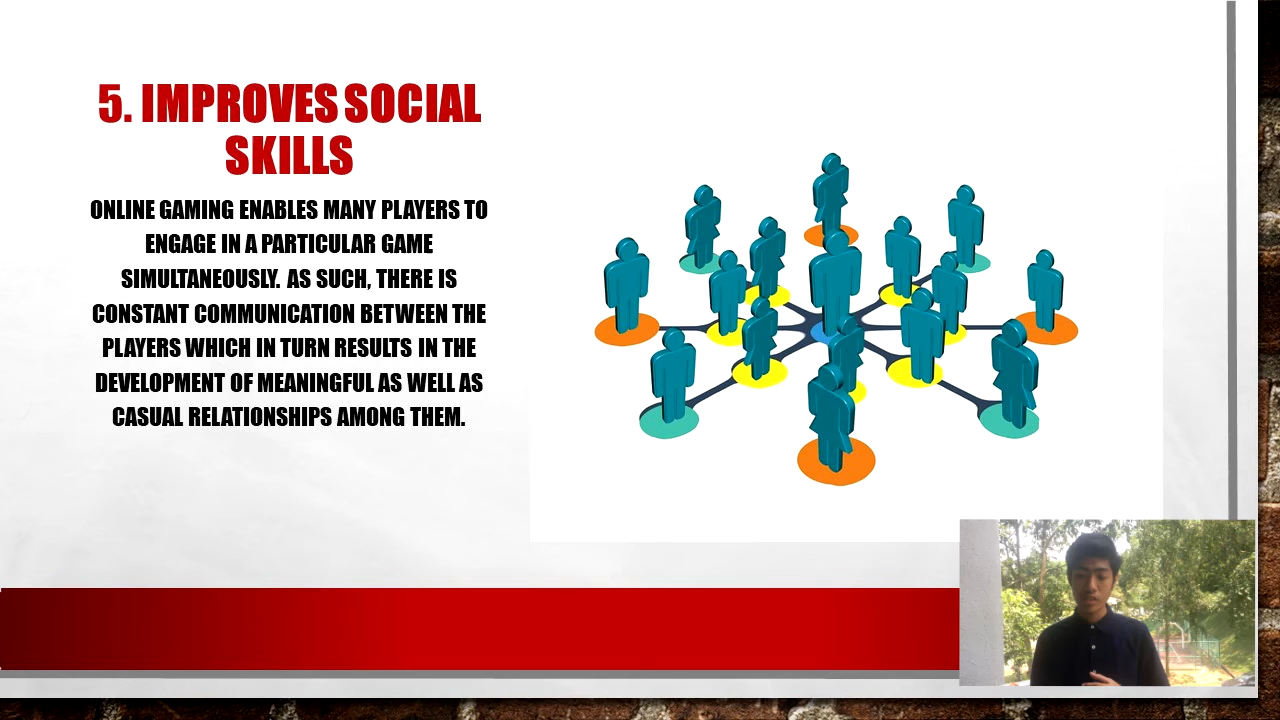 5. IMPROVES SOCIAL
SKILLS
ONLINE GAMING ENABLES MANY PLAYERS TO
ENGAGE IN A PARTICULAR GAME
SIMULTANEOUSLY. AS SUCH, THERE IS
CONSTANT COMMUNICATION BETWEEN THE
PLAYERS WHICH IN TURN RESULTS IN THE
DEVELOPMENT OF MEANINGFUL AS WELL AS
CASUAL RELATIONSHIPS AMONG THEM.